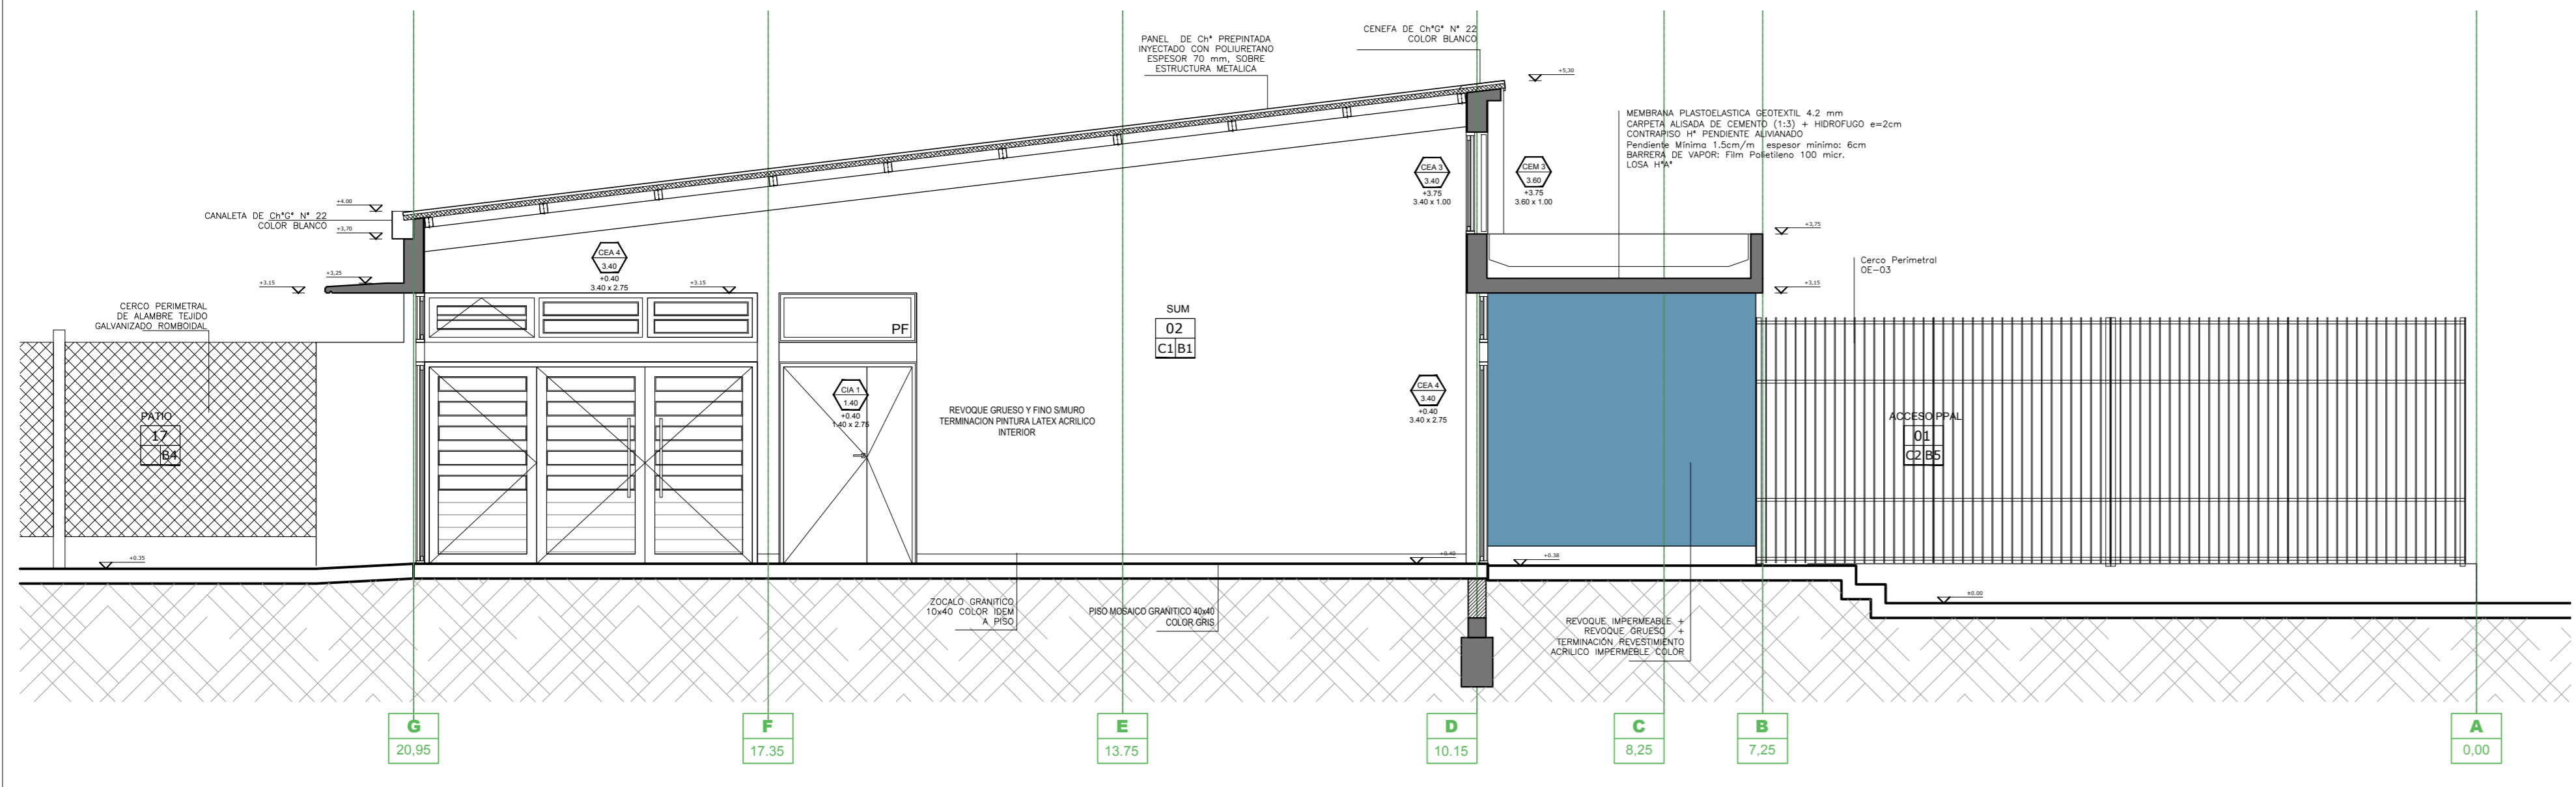 CENEFA DE Ch°G° N° 22
COLOR BLANCO
PANEL DE Ch° PREPINTADA
INYECTADO CON POLIURETANO
ESPESOR 70 mm, SOBRE
ESTRUCTURA METALICA
+5,30
MEMBRANA PLASTOELASTICA GEOTEXTIL 4.2 mm
CARPETA ALISADA DE CEMENTO (1:3) + HIDROFUGO e=2cm
CONTRAPISO H° PENDIENTE ALIVIANADO
Pendiente Mínima 1.5cm/m espesor minimo: 6cm
BARRERA DE VAPOR: Film Polietileno 100 micr.
LOSA H°A°
CEA 3
3.40
+3.75
3.40 x 1.00
CEM 3
3.60
+3.75
3.60 x 1.00
+4.00
CANALETA DE Ch°G° N° 22
COLOR BLANCO
+3,70
+3,75
CEA 4
3.40
+0.40
3.40 x 2.75
Cerco Perimetral
OE-03
+3,25
+3.15
+3.15
+3,15
CERCO PERIMETRAL
DE ALAMBRE TEJIDO
GALVANIZADO ROMBOIDAL
SUM
02
C1 B1
PF
CIA 1
1.40
+0.40
1.40 x 2.75
CEA 4
3.40
+0.40
3.40 x 2.75
REVOQUE GRUESO Y FINO S/MURO
TERMINACION PINTURA LATEX ACRILICO
INTERIOR
PATIO
17
B4
ACCESO PPAL
01
C2 B5
+0.35
+0.40
+0.38
±0.00
ZOCALO GRANITICO
10x40 COLOR IDEM
A PISO
PISO MOSAICO GRANITICO 40x40
COLOR GRIS
REVOQUE IMPERMEABLE +
REVOQUE GRUESO +
TERMINACIÓN REVESTIMIENTO
ACRILICO IMPERMEBLE COLOR
G
20,95
F
17.35
E
13.75
D
10.15
C
8,25
B
7,25
A
0,00